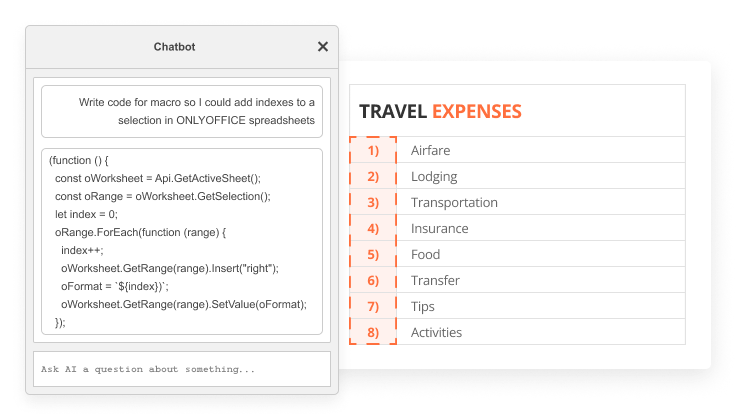 Chatbot
Write code for macro so I could add indexes to a
selection in ONLYOFFICE spreadsheets
(function () {
const oWorksheet = Api.GetActiveSheet();
const oRange = oWorksheet.GetSelection();
let index = 0;
oRange.ForEach(function (range) {
index++;
oWorksheet.GetRange(range).Insert("right");
oFormat = `${index})`;
oWorksheet.GetRange(range).SetValue(oFormat);
});
Ask AI a question about something...
TRAVEL EXPENSES
1) Airfare
2) Lodging
3) Transportation
4) Insurance
5) Food
6) Transfer
7) Tips
8) Activities